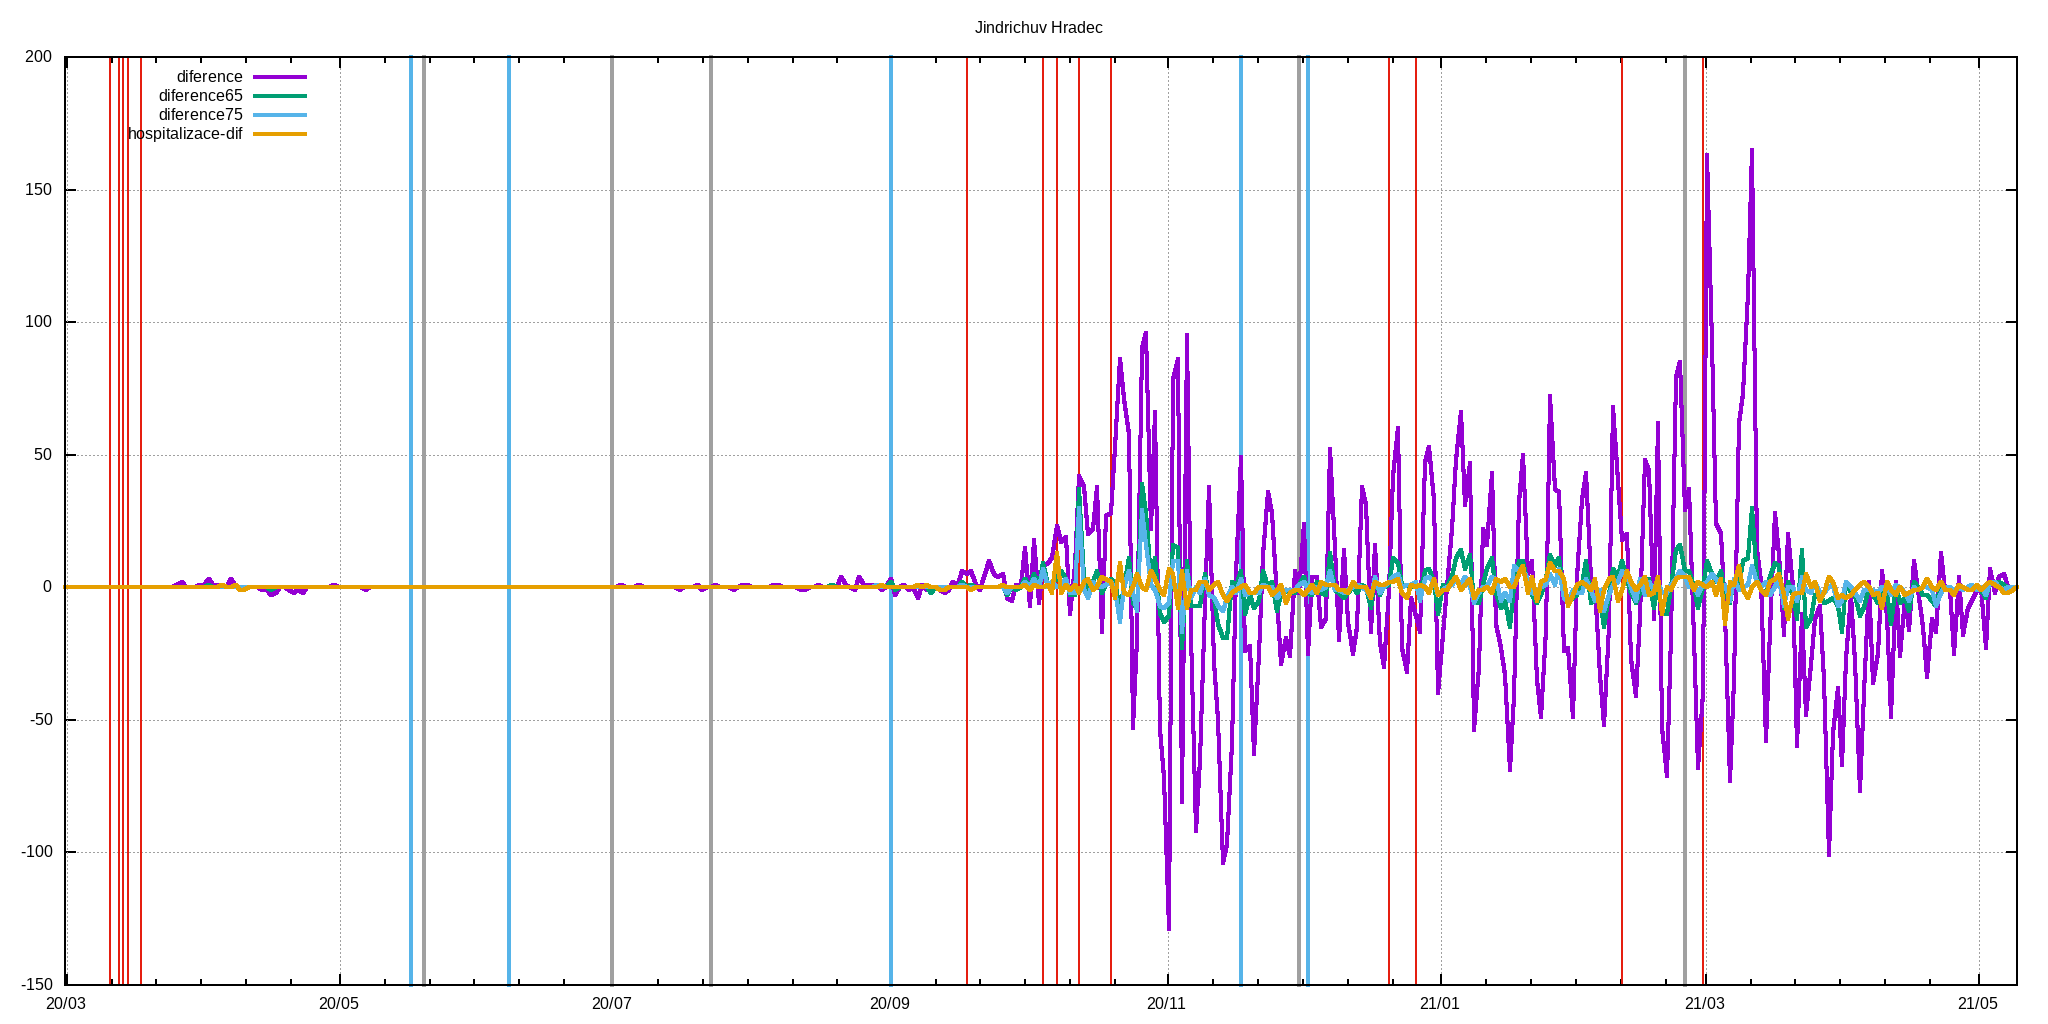 Jindrichuv Hradec
200
150
100
50
0
-50
-100
-150
diference
diference65
diference75
hospitalizace-dif
20/03 20/05 20/07 20/09 20/11 21/01 21/03 21/05